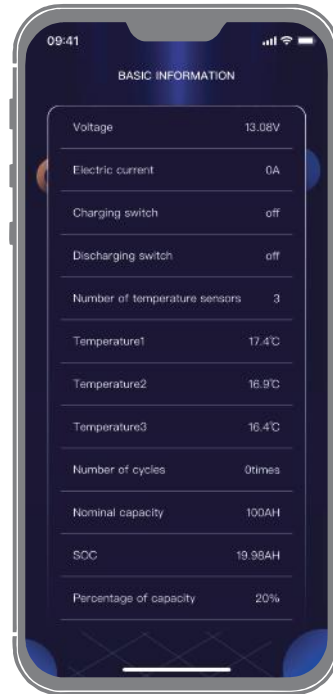 09:41
BASIC INFORMATION
Voltage 13.08V
Electric current 0A
Charging switch off
Discharging switch off
Number of temperature sensors 3
Temperature1 17.4℃
Temperature2 16.9℃
Temperature3 16.4℃
Number of cycles 0times
Nominal capacity 100AH
SOC 19.98AH
Percentage of capacity 20%